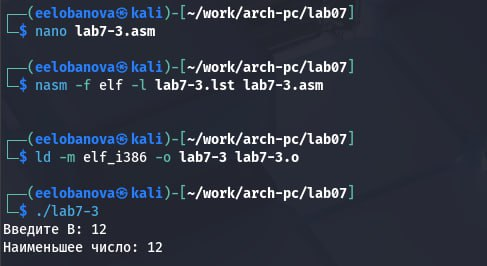 ┌──(eelobanova㉿kali)-[~/work/arch-pc/lab07]
└─$ nano lab7-3.asm
┌──(eelobanova㉿kali)-[~/work/arch-pc/lab07]
└─$ nasm -f elf -l lab7-3.lst lab7-3.asm
┌──(eelobanova㉿kali)-[~/work/arch-pc/lab07]
└─$ ld -m elf_i386 -o lab7-3 lab7-3.o
┌──(eelobanova㉿kali)-[~/work/arch-pc/lab07]
└─$ ./lab7-3
Введите В: 12
Наименьшее число: 12